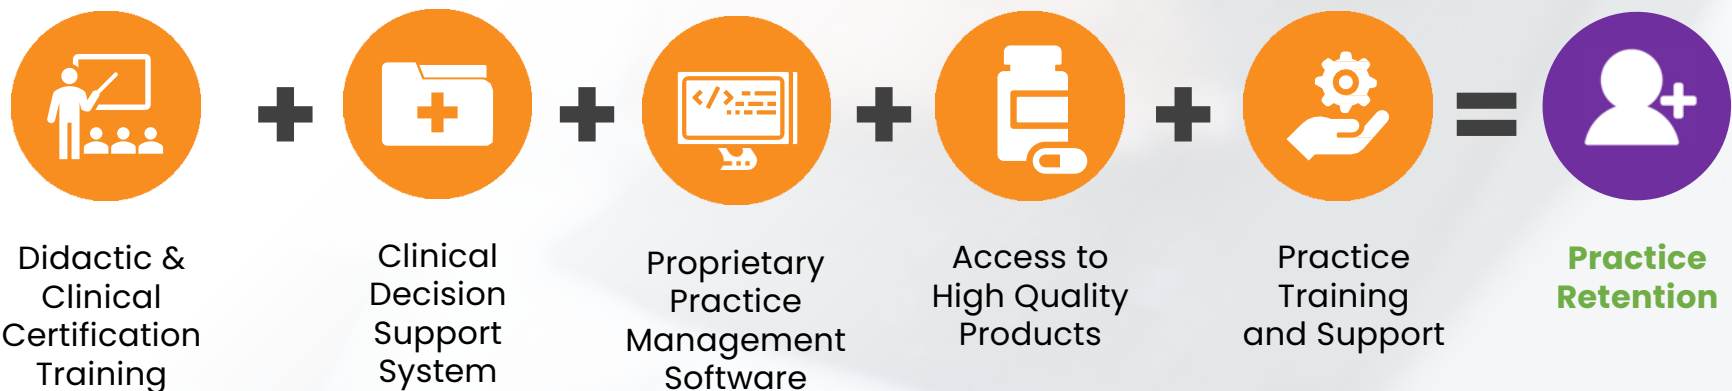 Didactic &
Clinical
Certification
Training
Clinical
Decision
Support
System
Proprietary
Practice
Management
Software
Access to
High Quality
Products
Practice
Training
and Support
Practice
Retention